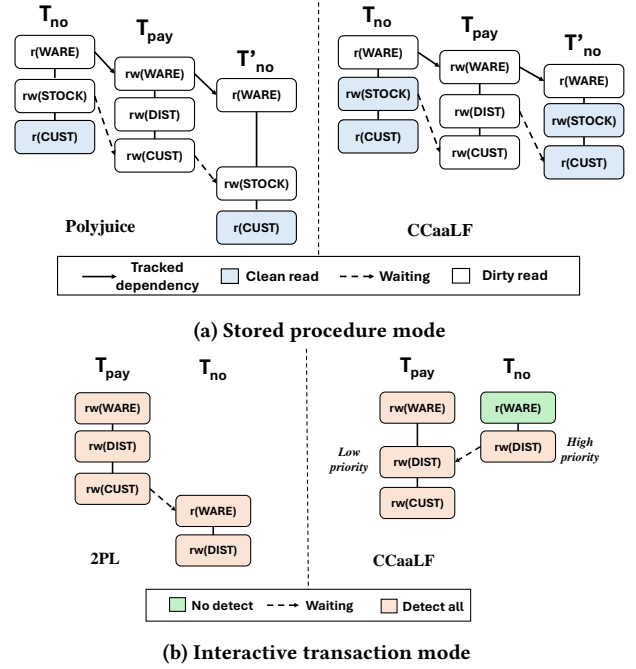 T_no
T_pay
T'_no
r(WARE)
rw(STOCK)
r(CUST)
rw(WARE)
rw(DIST)
rw(CUST)
r(WARE)
rw(STOCK)
r(CUST)
Polyjuice
T_no
T_pay
T'_no
r(WARE)
rw(STOCK)
r(CUST)
rw(WARE)
rw(DIST)
rw(CUST)
r(WARE)
rw(STOCK)
r(CUST)
CCaaLF
Tracked
dependency
Clean read
Waiting
Dirty read
(a) Stored procedure mode
T_pay
T_no
rw(WARE)
rw(DIST)
rw(CUST)
r(WARE)
rw(DIST)
2PL
T_pay
T_no
rw(WARE)
rw(DIST)
rw(CUST)
r(WARE)
rw(DIST)
Low
priority
High
priority
CCaaLF
No detect
Waiting
Detect all
(b) Interactive transaction mode